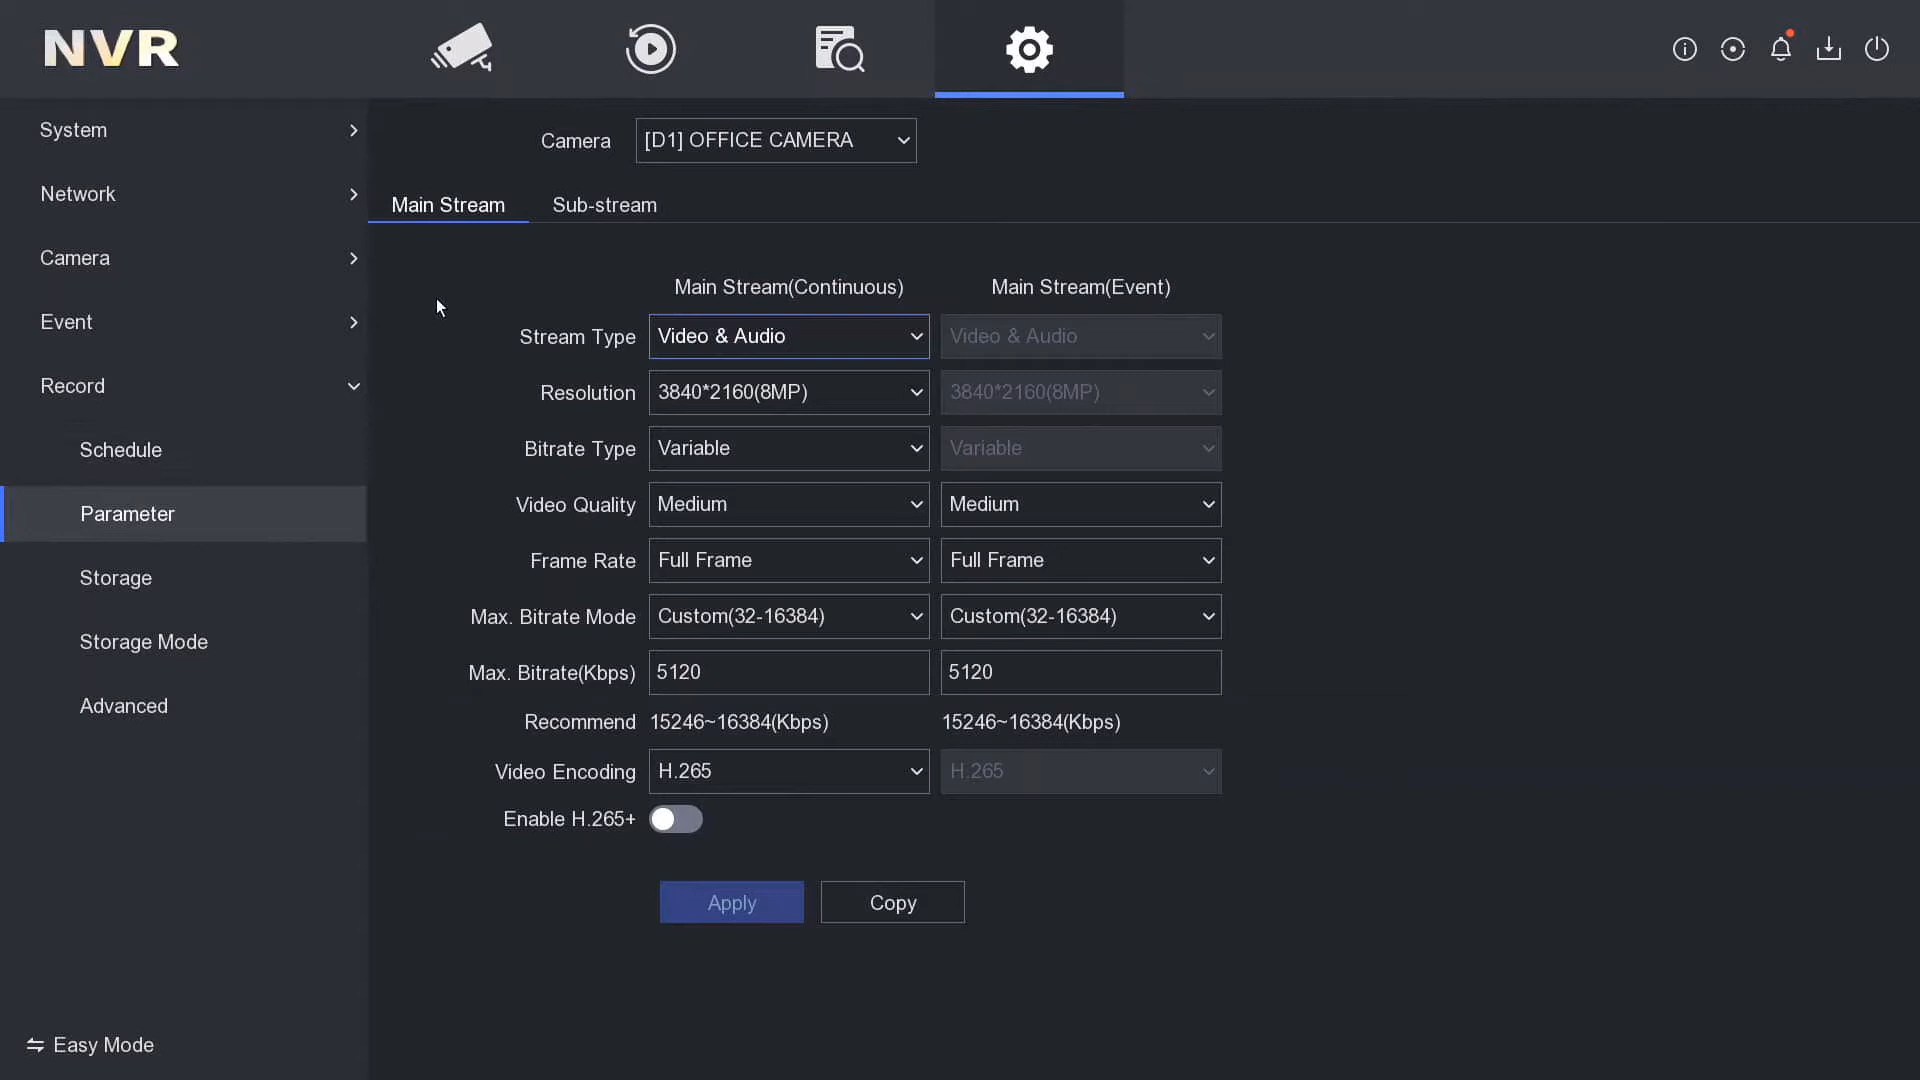 NVR
System
Network
Camera
Event
Record
Schedule
Parameter
Storage
Storage Mode
Advanced
Easy Mode
Camera [D1] OFFICE CAMERA
Main Stream Sub-stream
Main Stream(Continuous) Main Stream(Event)
Stream Type Video & Audio Video & Audio
Resolution 3840*2160(8MP) 3840*2160(8MP)
Bitrate Type Variable Variable
Video Quality Medium Medium
Frame Rate Full Frame Full Frame
Max. Bitrate Mode Custom(32-16384) Custom(32-16384)
Max. Bitrate(Kbps) 5120 5120
Recommend 15246~16384(Kbps) 15246~16384(Kbps)
Video Encoding H.265 H.265
Enable H.265+
Apply Copy